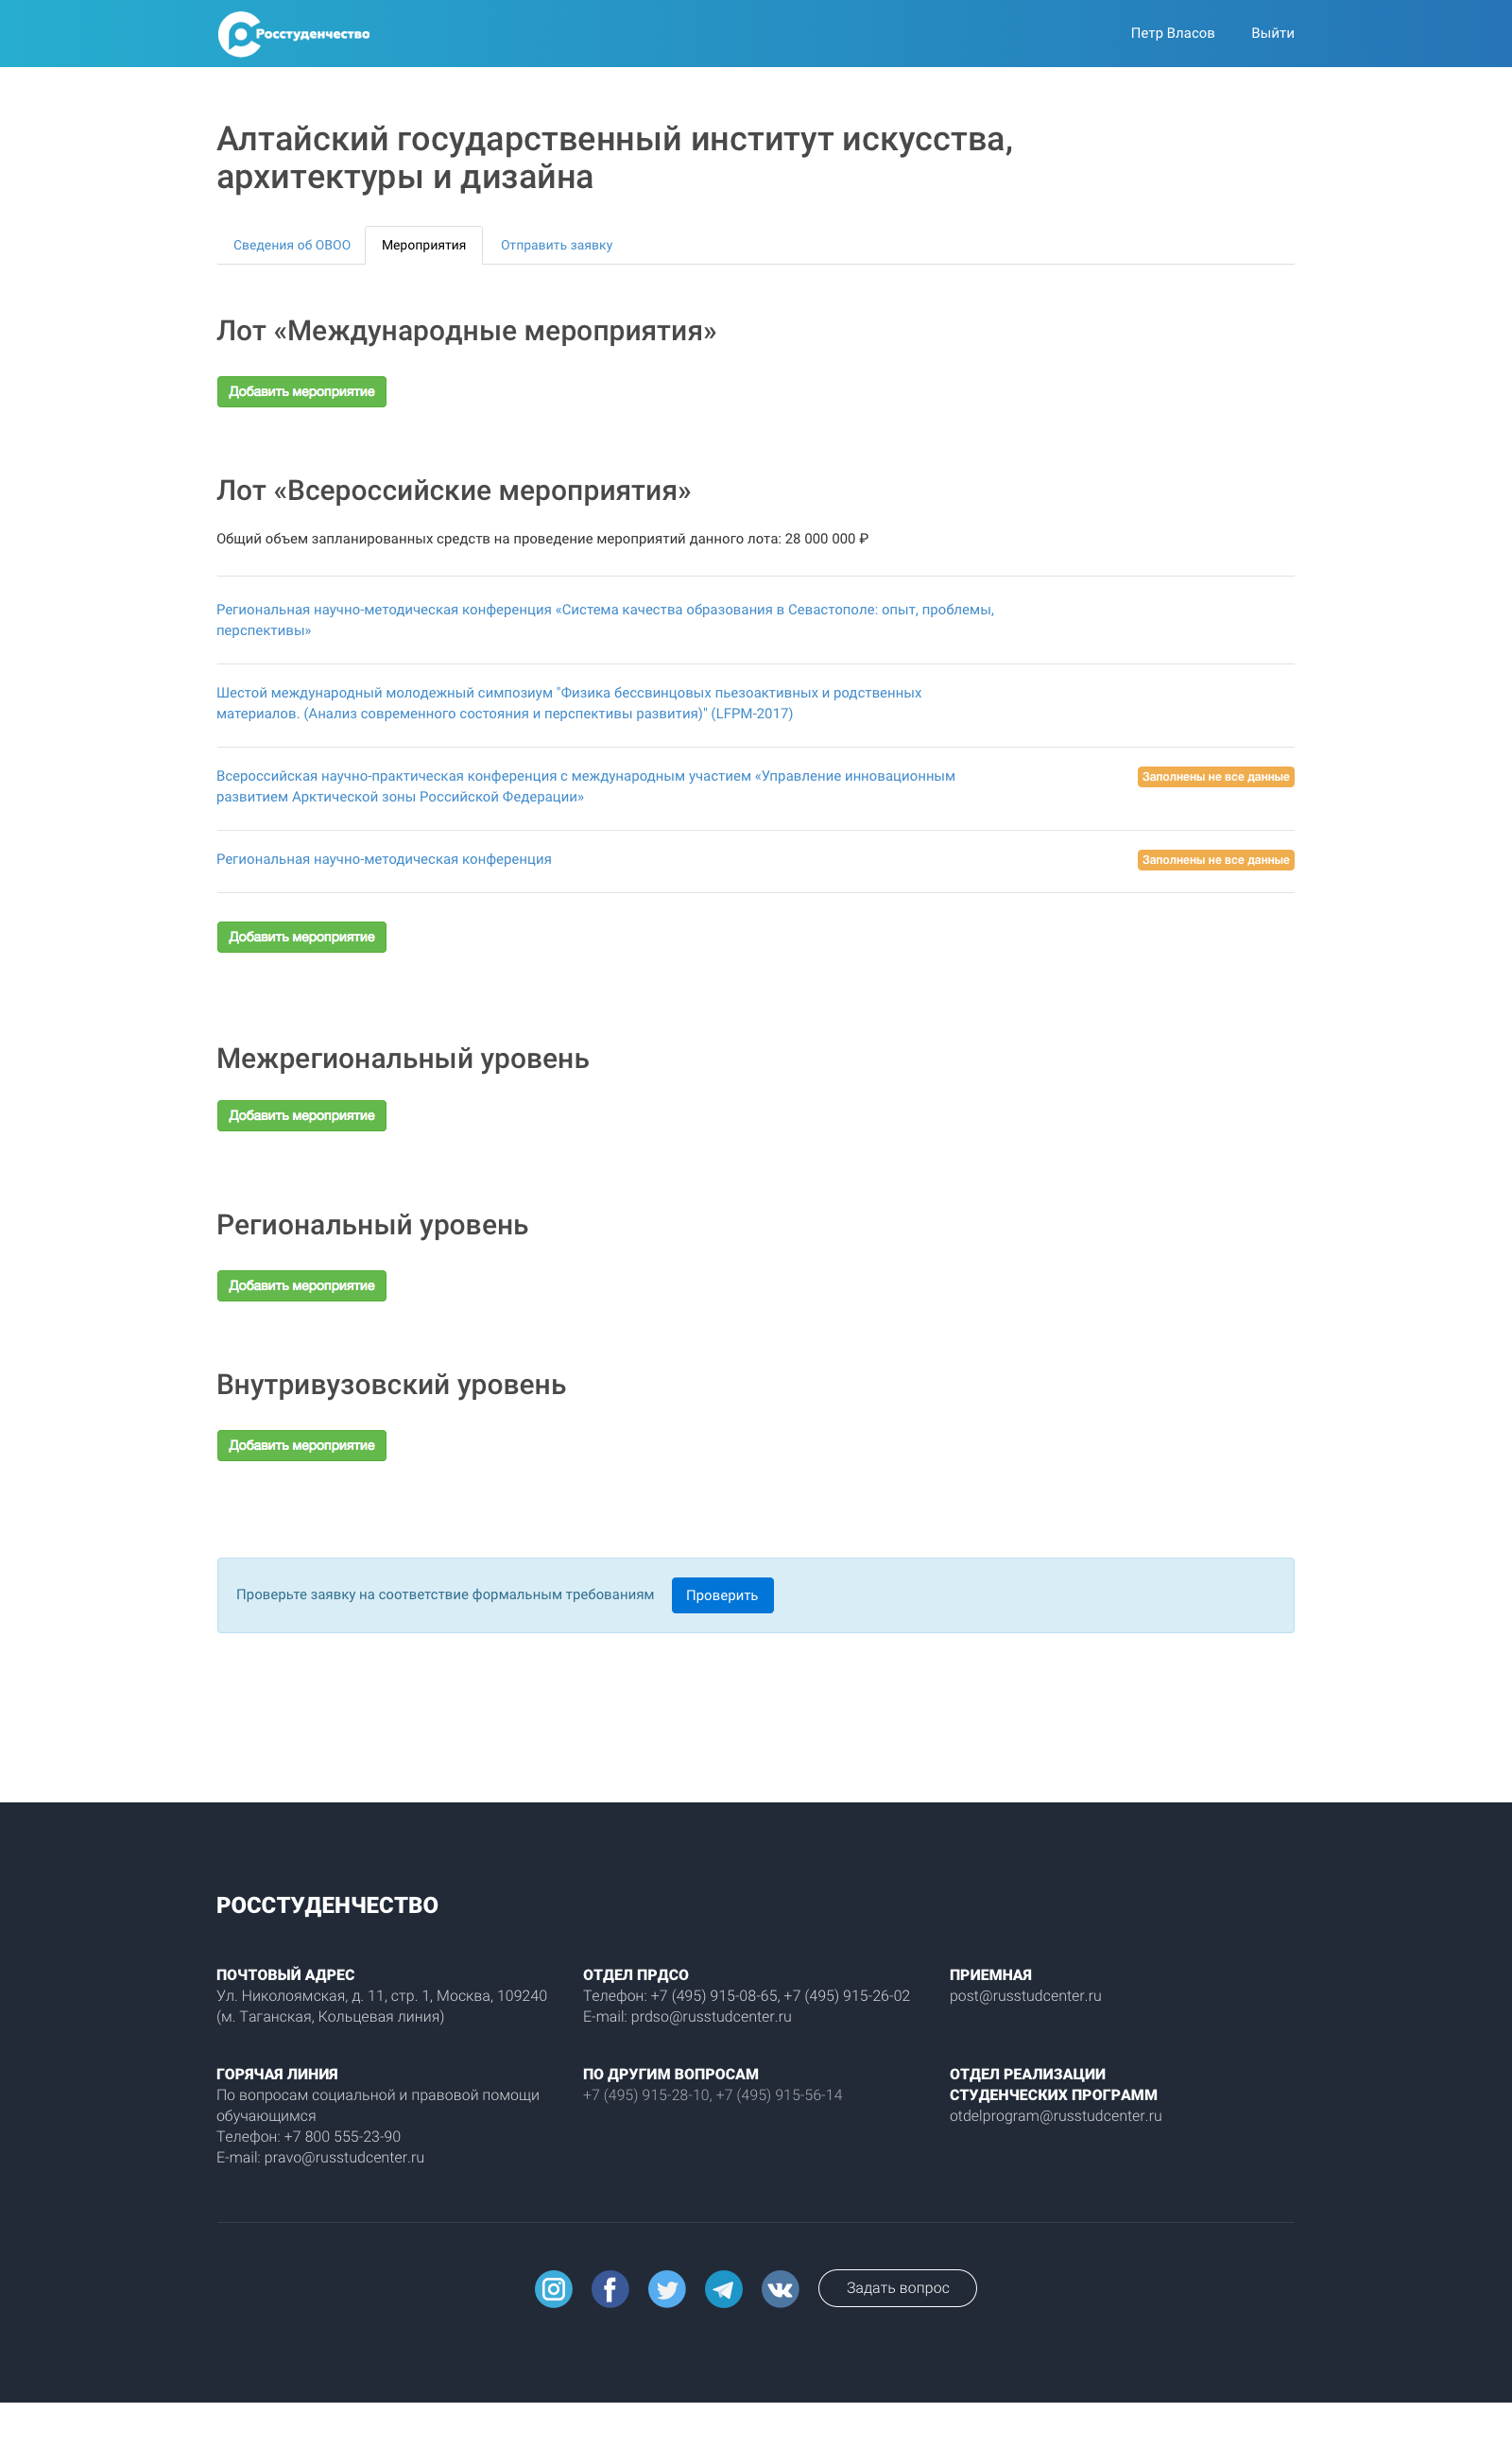 Росстуденчество
Петр Власов
Выйти
Алтайский государственный институт искусства,
архитектуры и дизайна
Сведения об ОВОО
Мероприятия
Отправить заявку
Лот «Международные мероприятия»
Добавить мероприятие
Лот «Всероссийские мероприятия»
Общий объем запланированных средств на проведение мероприятий данного лота: 28 000 000 ₽
Региональная научно-методическая конференция «Система качества образования в Севастополе: опыт, проблемы,
перспективы»
Шестой международный молодежный симпозиум "Физика бессвинцовых пьезоактивных и родственных
материалов. (Анализ современного состояния и перспективы развития)" (LFPM-2017)
Всероссийская научно-практическая конференция с международным участием «Управление инновационным
развитием Арктической зоны Российской Федерации»
Заполнены не все данные
Региональная научно-методическая конференция
Заполнены не все данные
Добавить мероприятие
Межрегиональный уровень
Добавить мероприятие
Региональный уровень
Добавить мероприятие
Внутривузовский уровень
Добавить мероприятие
Проверьте заявку на соответствие формальным требованиям
Проверить
РОССТУДЕНЧЕСТВО
ПОЧТОВЫЙ АДРЕС
Ул. Николоямская, д. 11, стр. 1, Москва, 109240
(м. Таганская, Кольцевая линия)
ОТДЕЛ ПРДСО
Телефон: +7 (495) 915-08-65, +7 (495) 915-26-02
E-mail: prdso@russtudcenter.ru
ПРИЕМНАЯ
post@russtudcenter.ru
ГОРЯЧАЯ ЛИНИЯ
По вопросам социальной и правовой помощи
обучающимся
Телефон: +7 800 555-23-90
E-mail: pravo@russtudcenter.ru
ПО ДРУГИМ ВОПРОСАМ
+7 (495) 915-28-10, +7 (495) 915-56-14
ОТДЕЛ РЕАЛИЗАЦИИ
СТУДЕНЧЕСКИХ ПРОГРАММ
otdelprogram@russtudcenter.ru
Задать вопрос